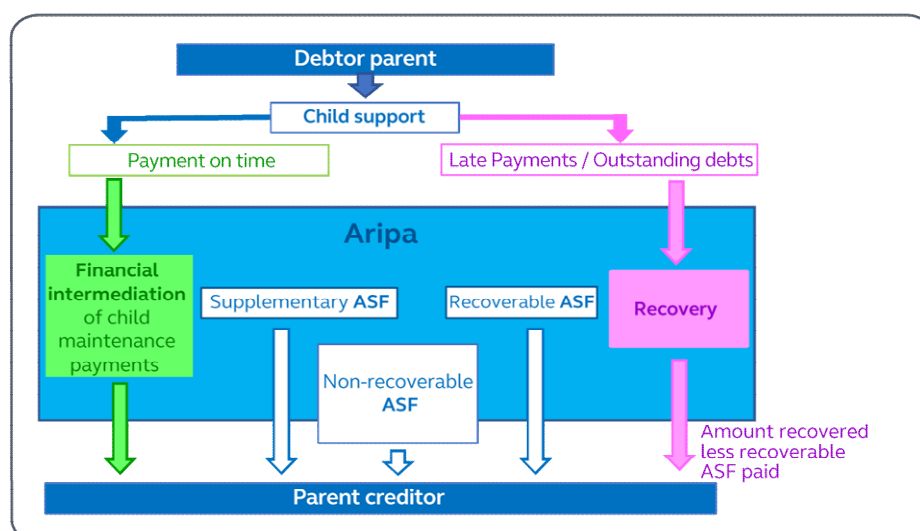 Debtor parent
Child support
Payment on time
Late Payments / Outstanding debts
Aripa
Financial
intermediation
of child
maintenance
payments
Supplementary ASF
Recoverable ASF
Recovery
Non-recoverable
ASF
Amount recovered
less recoverable
ASF paid
Parent creditor